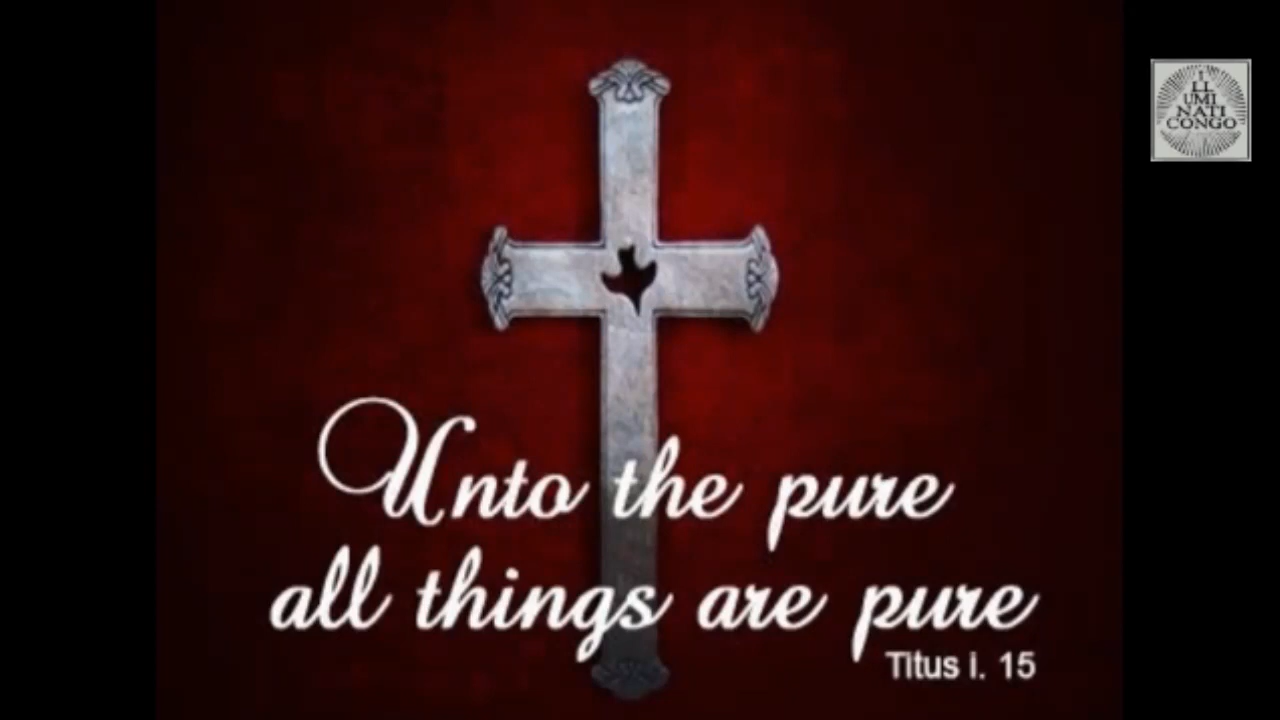 I
LL
UMI
NATI
CONGO
Unto the pure
all things are pure
Titus i. 15